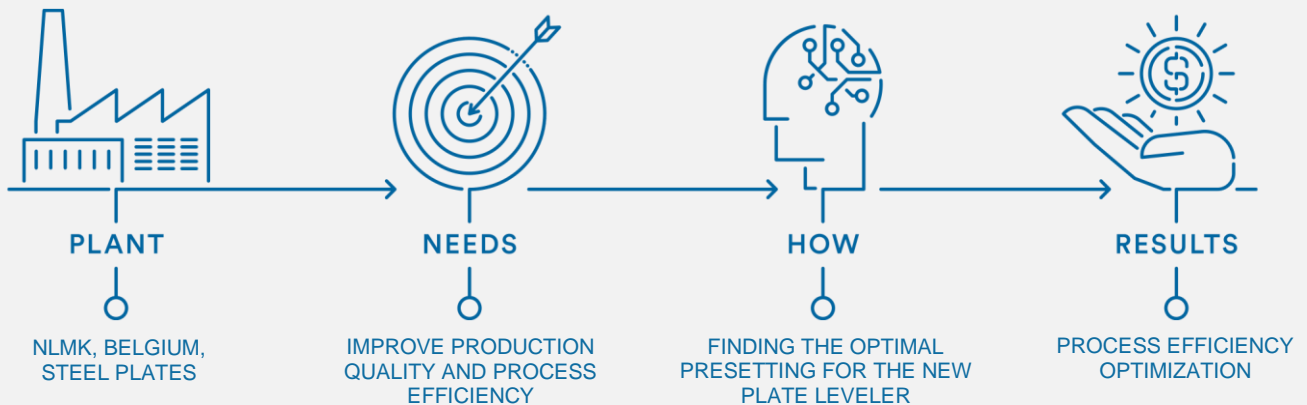 PLANT
NLMK, BELGIUM,
STEEL PLATES
NEEDS
IMPROVE PRODUCTION
QUALITY AND PROCESS
EFFICIENCY
HOW
FINDING THE OPTIMAL
PRESETTING FOR THE NEW
PLATE LEVELER
$
RESULTS
PROCESS EFFICIENCY
OPTIMIZATION